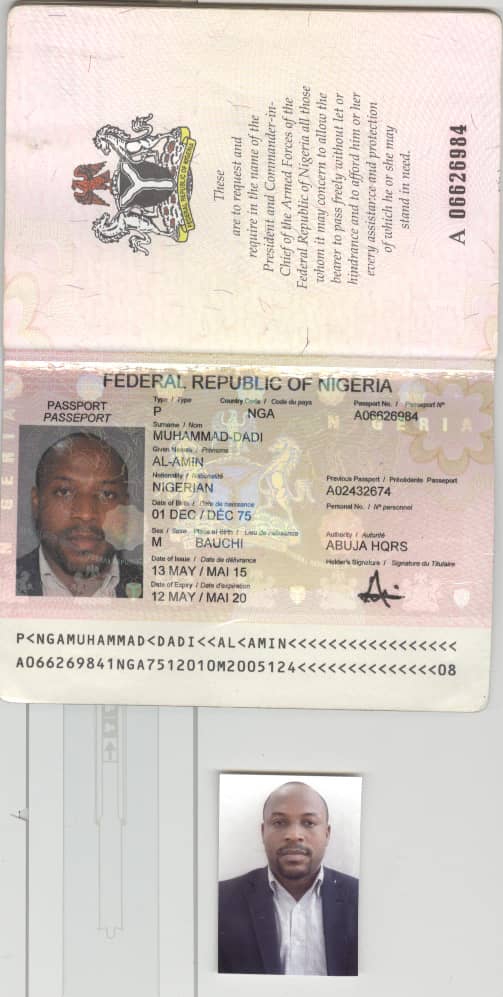 FEDERAL REPUBLIC OF NIGERIA
These
are to request and
require in the name of the
President and Commander-in-
Chief of the Armed Forces of the
Federal Republic of Nigeria all those
whom it may concern to allow the
bearer to pass freely without let or
hindrance and to afford him or her
every assistance and protection
of which he or she may
stand in need.
A 06626984
FEDERAL REPUBLIC OF NIGERIA
PASSPORT
PASSEPORT
Type / Type Country Code / Code du pays Passport No. / Passeport N°
P NGA A06626984
Surname / Nom
MUHAMMAD-DADI
Given Names / Prénoms
AL-AMIN
Nationality / Nationalité Previous Passport / Précédente Passeport
NIGERIAN A02432674
Date of Birth / Date de naissance Personal No. / N° personnel
01 DEC / DÉC 75
Sex / Sexe Place of Birth / Lieu de naissance Authority / Autorité
M BAUCHI ABUJA HQRS
Date of Issue / Date de délivrance Holder's Signature / Signature du Titulaire
13 MAY / MAI 15
Date of Expiry / Date d'expiration
12 MAY / MAI 20
P<NGAMUHAMMAD<DADI<<AL<AMIN<<<<<<<<<<<<<<<<<
A066269841NGA7512010M2005124<<<<<<<<<<<<<<08